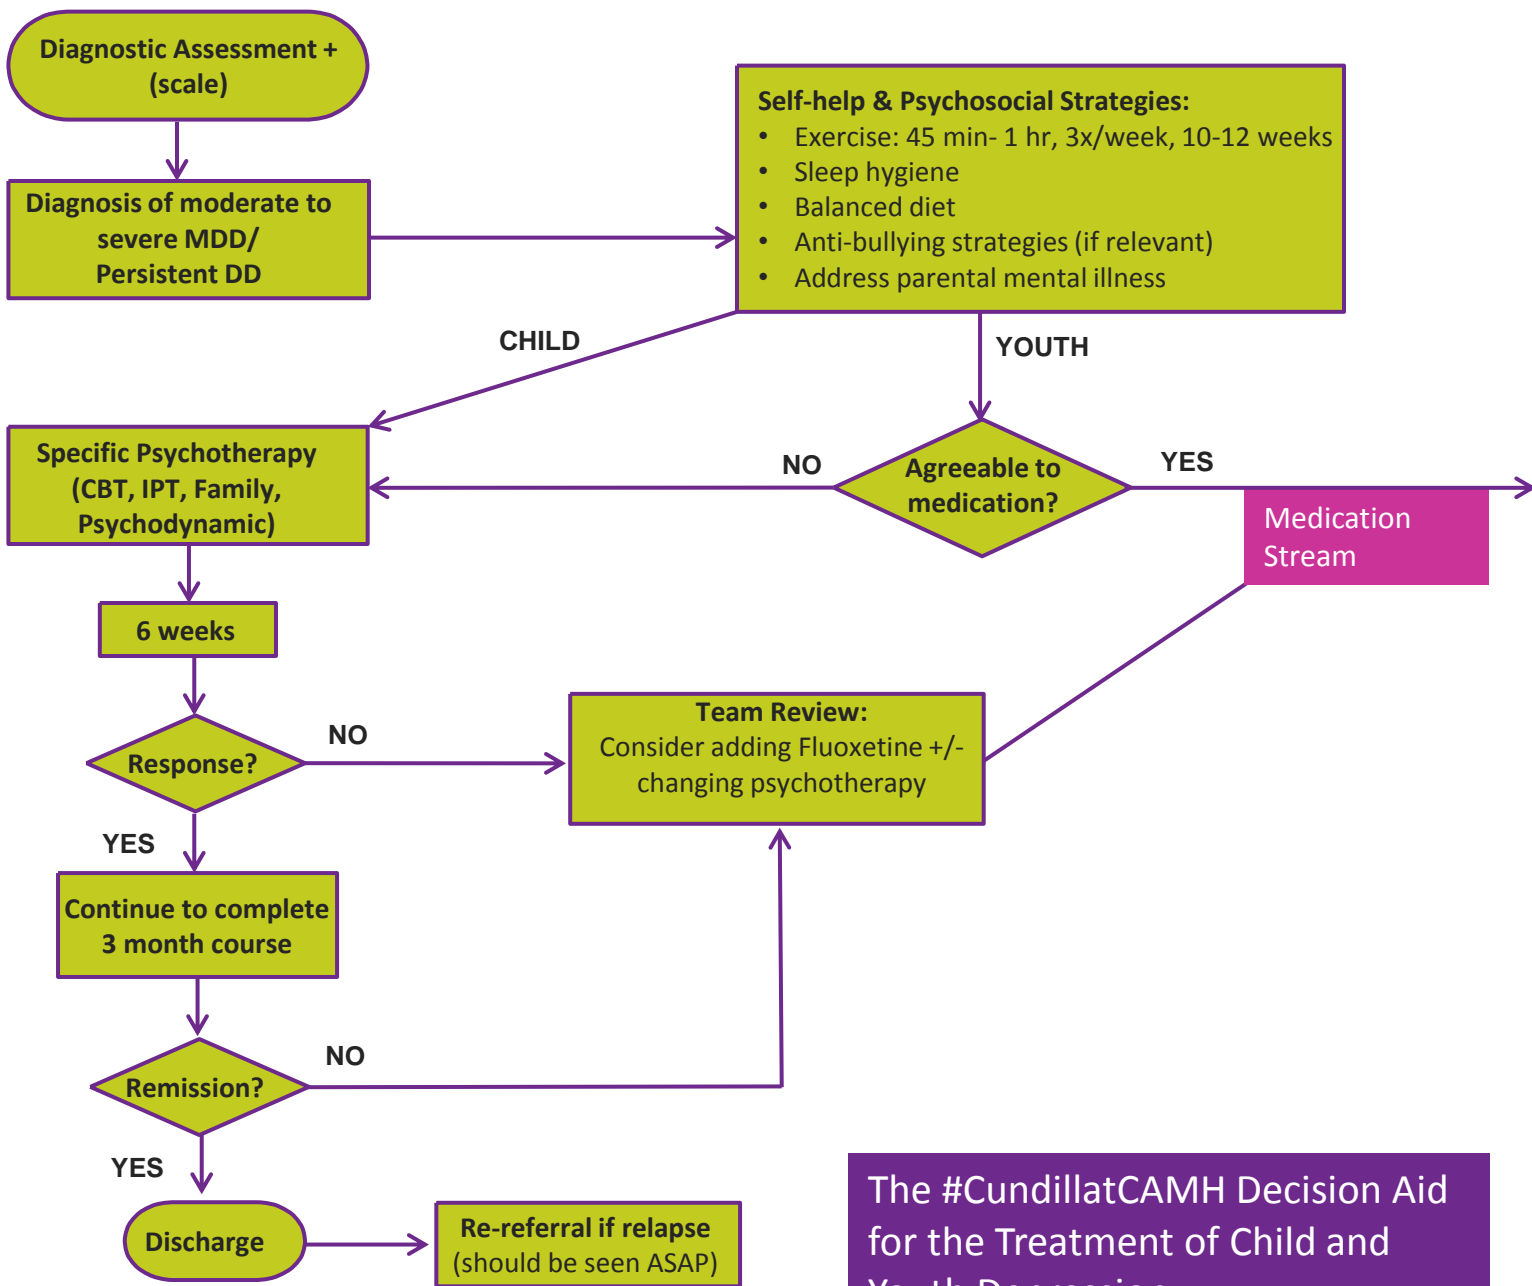 Diagnostic Assessment +
(scale)
Diagnosis of moderate to
severe MDD/
Persistent DD
Self-help & Psychosocial Strategies:
• Exercise: 45 min- 1 hr, 3x/week, 10-12 weeks
• Sleep hygiene
• Balanced diet
• Anti-bullying strategies (if relevant)
• Address parental mental illness
CHILD
YOUTH
Specific Psychotherapy
(CBT, IPT, Family,
Psychodynamic)
NO
Agreeable to
medication?
YES
Medication
Stream
6 weeks
Response?
NO
Team Review:
Consider adding Fluoxetine +/-
changing psychotherapy
YES
Continue to complete
3 month course
Remission?
NO
YES
Discharge
Re-referral if relapse
(should be seen ASAP)
The #CundillatCAMH Decision Aid
for the Treatment of Child and
Youth Depression